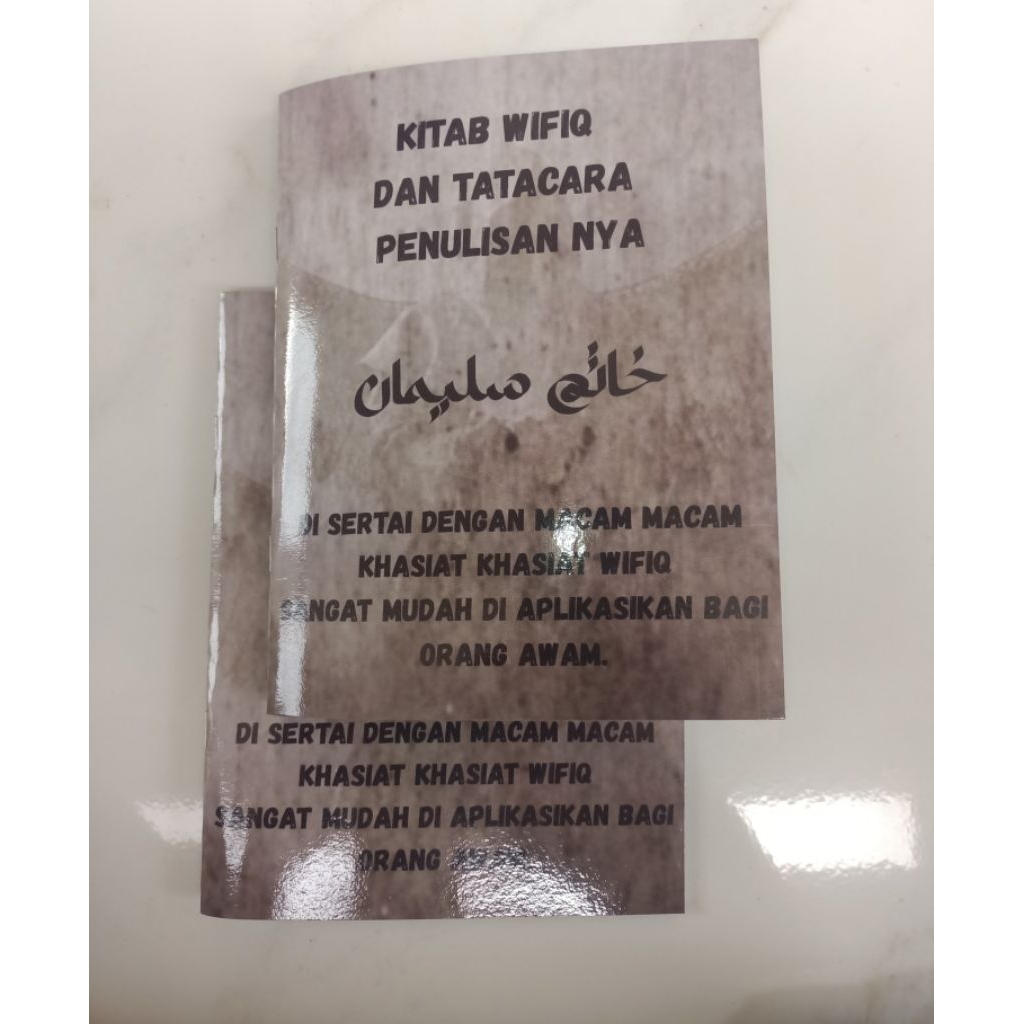 KITAB WIFIQ
DAN TATACARA
PENULISAN NYA
خاتم سليمان
DI SERTAI DENGAN MACAM MACAM
KHASIAT KHASIAT WIFIQ
SANGAT MUDAH DI APLIKASIKAN BAGI
ORANG AWAM.
DI SERTAI DENGAN MACAM MACAM
KHASIAT KHASIAT WIFIQ
SANGAT MUDAH DI APLIKASIKAN BAGI
ORANG